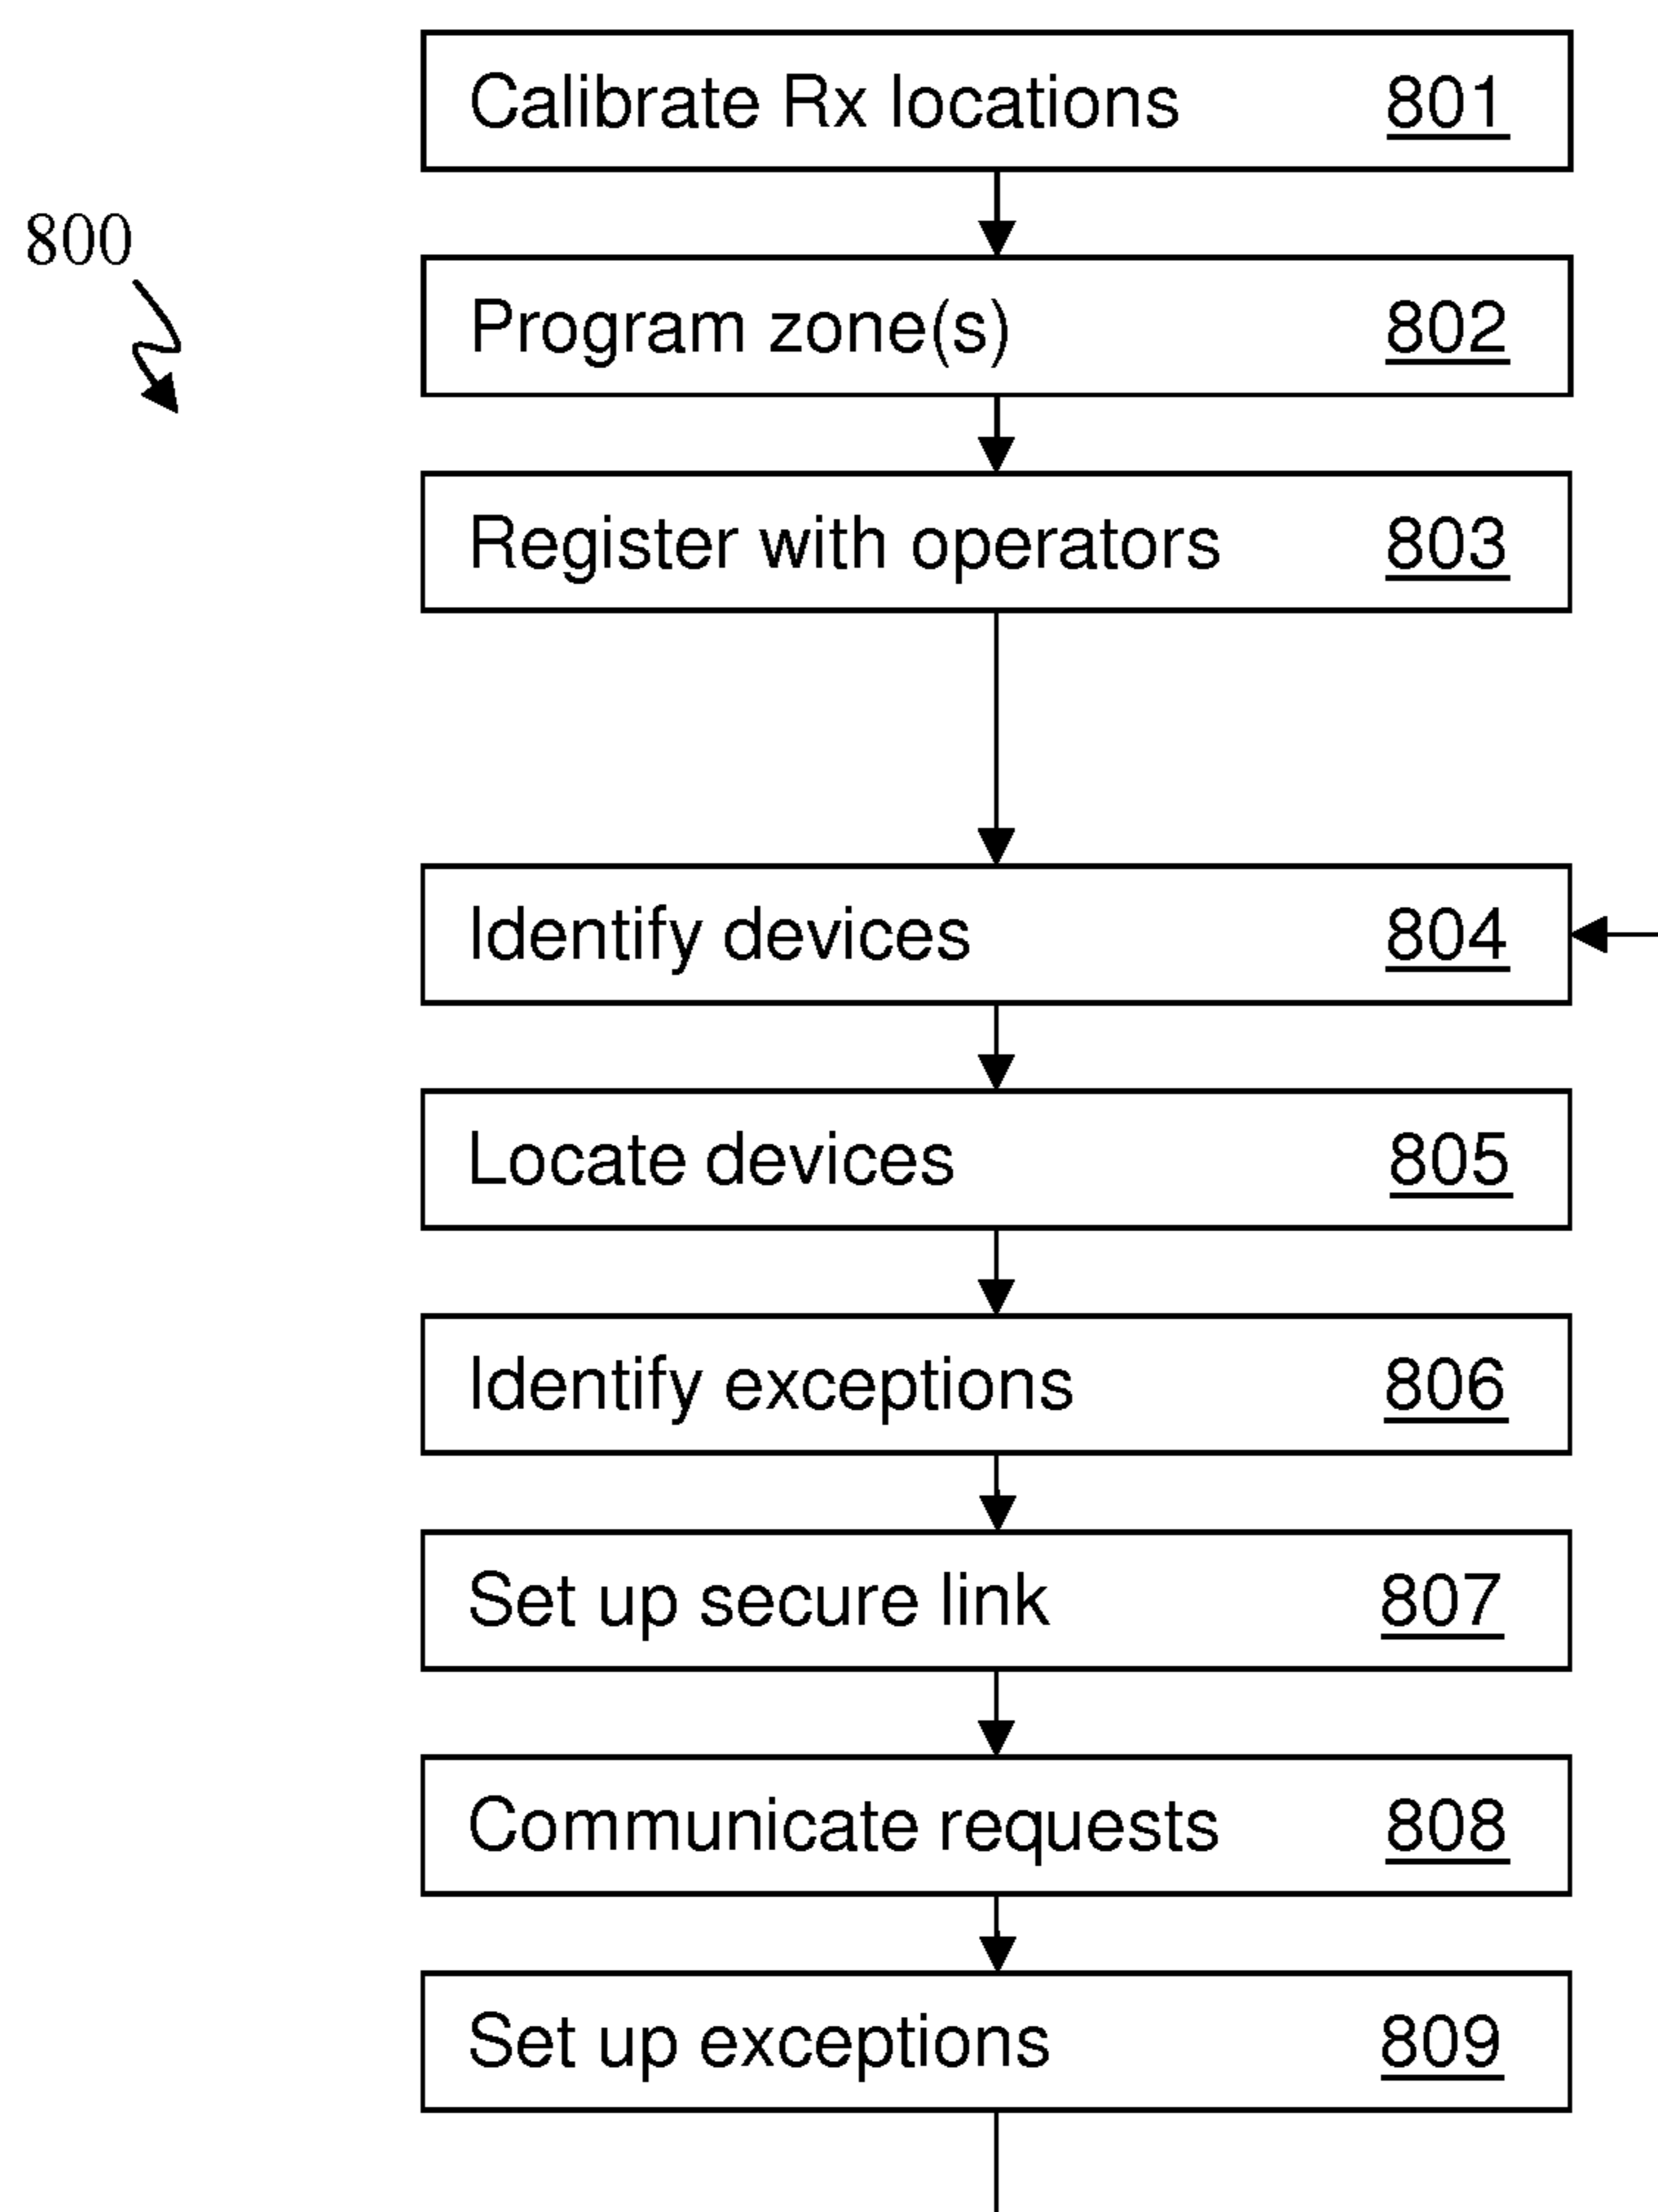 Calibrate Rx locations 801
800
Program zone(s) 802
Register with operators 803
Identify devices 804
Locate devices 805
Identify exceptions 806
Set up secure link 807
Communicate requests 808
Set up exceptions 809